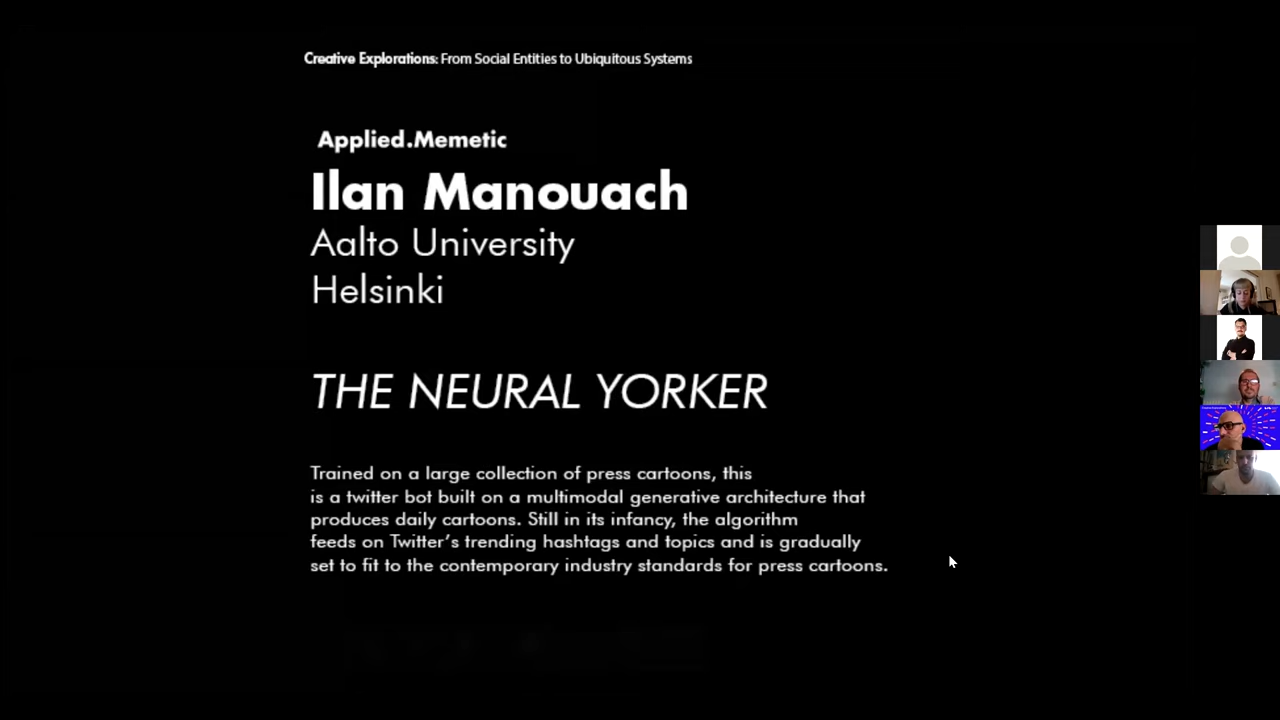 Creative Explorations: From Social Entities to Ubiquitous Systems
Applied.Memetic
Ilan Manouach
Aalto University
Helsinki
THE NEURAL YORKER
Trained on a large collection of press cartoons, this
is a twitter bot built on a multimodal generative architecture that
produces daily cartoons. Still in its infancy, the algorithm
feeds on Twitter’s trending hashtags and topics and is gradually
set to fit to the contemporary industry standards for press cartoons.